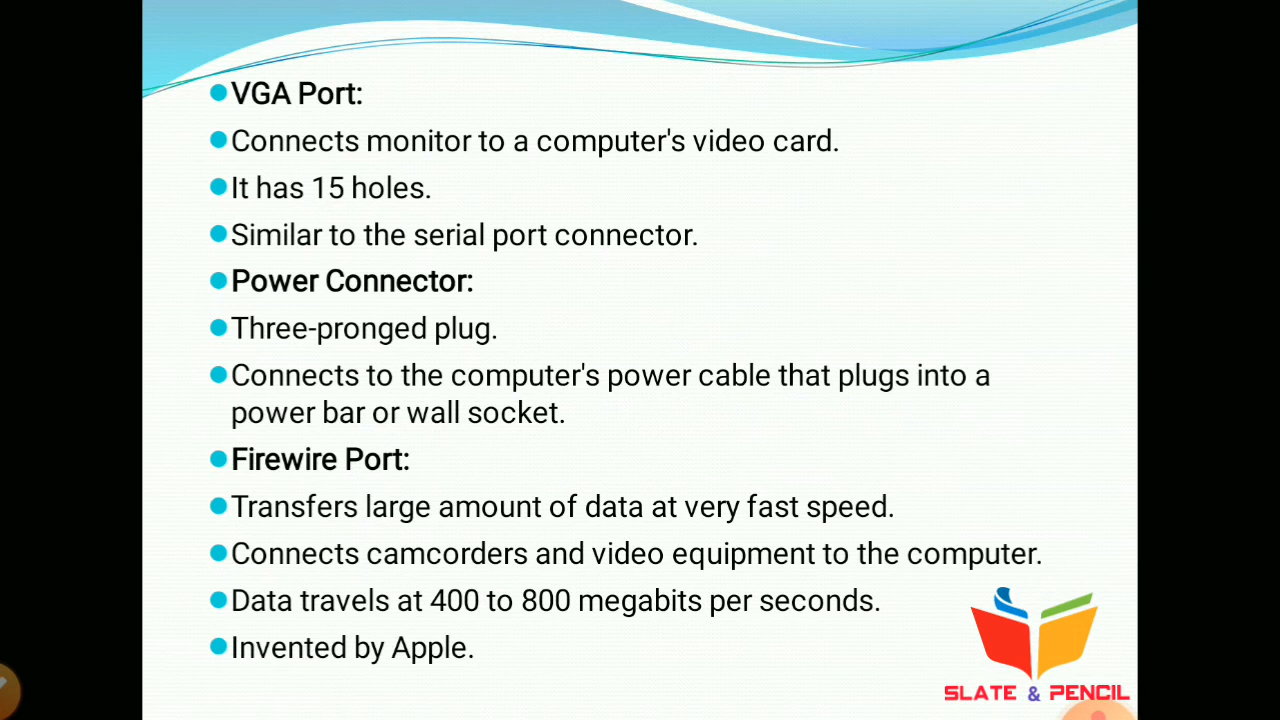 VGA Port:
Connects monitor to a computer's video card.
It has 15 holes.
Similar to the serial port connector.
Power Connector:
Three-pronged plug.
Connects to the computer's power cable that plugs into a
power bar or wall socket.
Firewire Port:
Transfers large amount of data at very fast speed.
Connects camcorders and video equipment to the computer.
Data travels at 400 to 800 megabits per seconds.
Invented by Apple.
SLATE & PENCIL